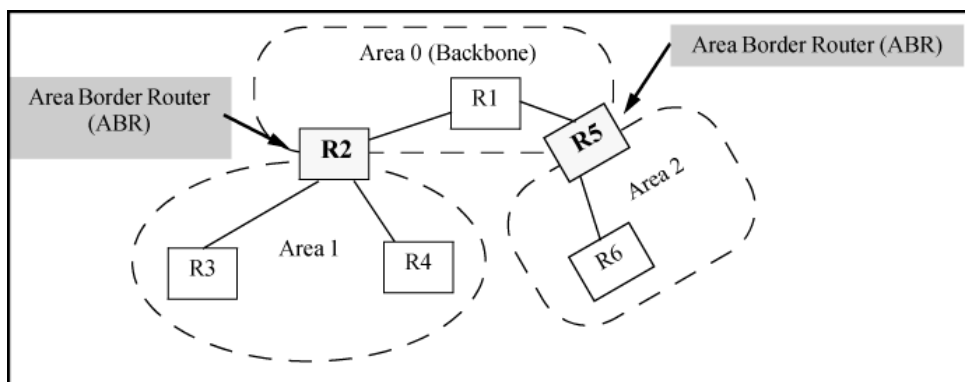 Area 0 (Backbone)
Area Border Router (ABR)
Area Border Router
(ABR)
R1
R2
R5
Area 2
Area 1
R3
R4
R6